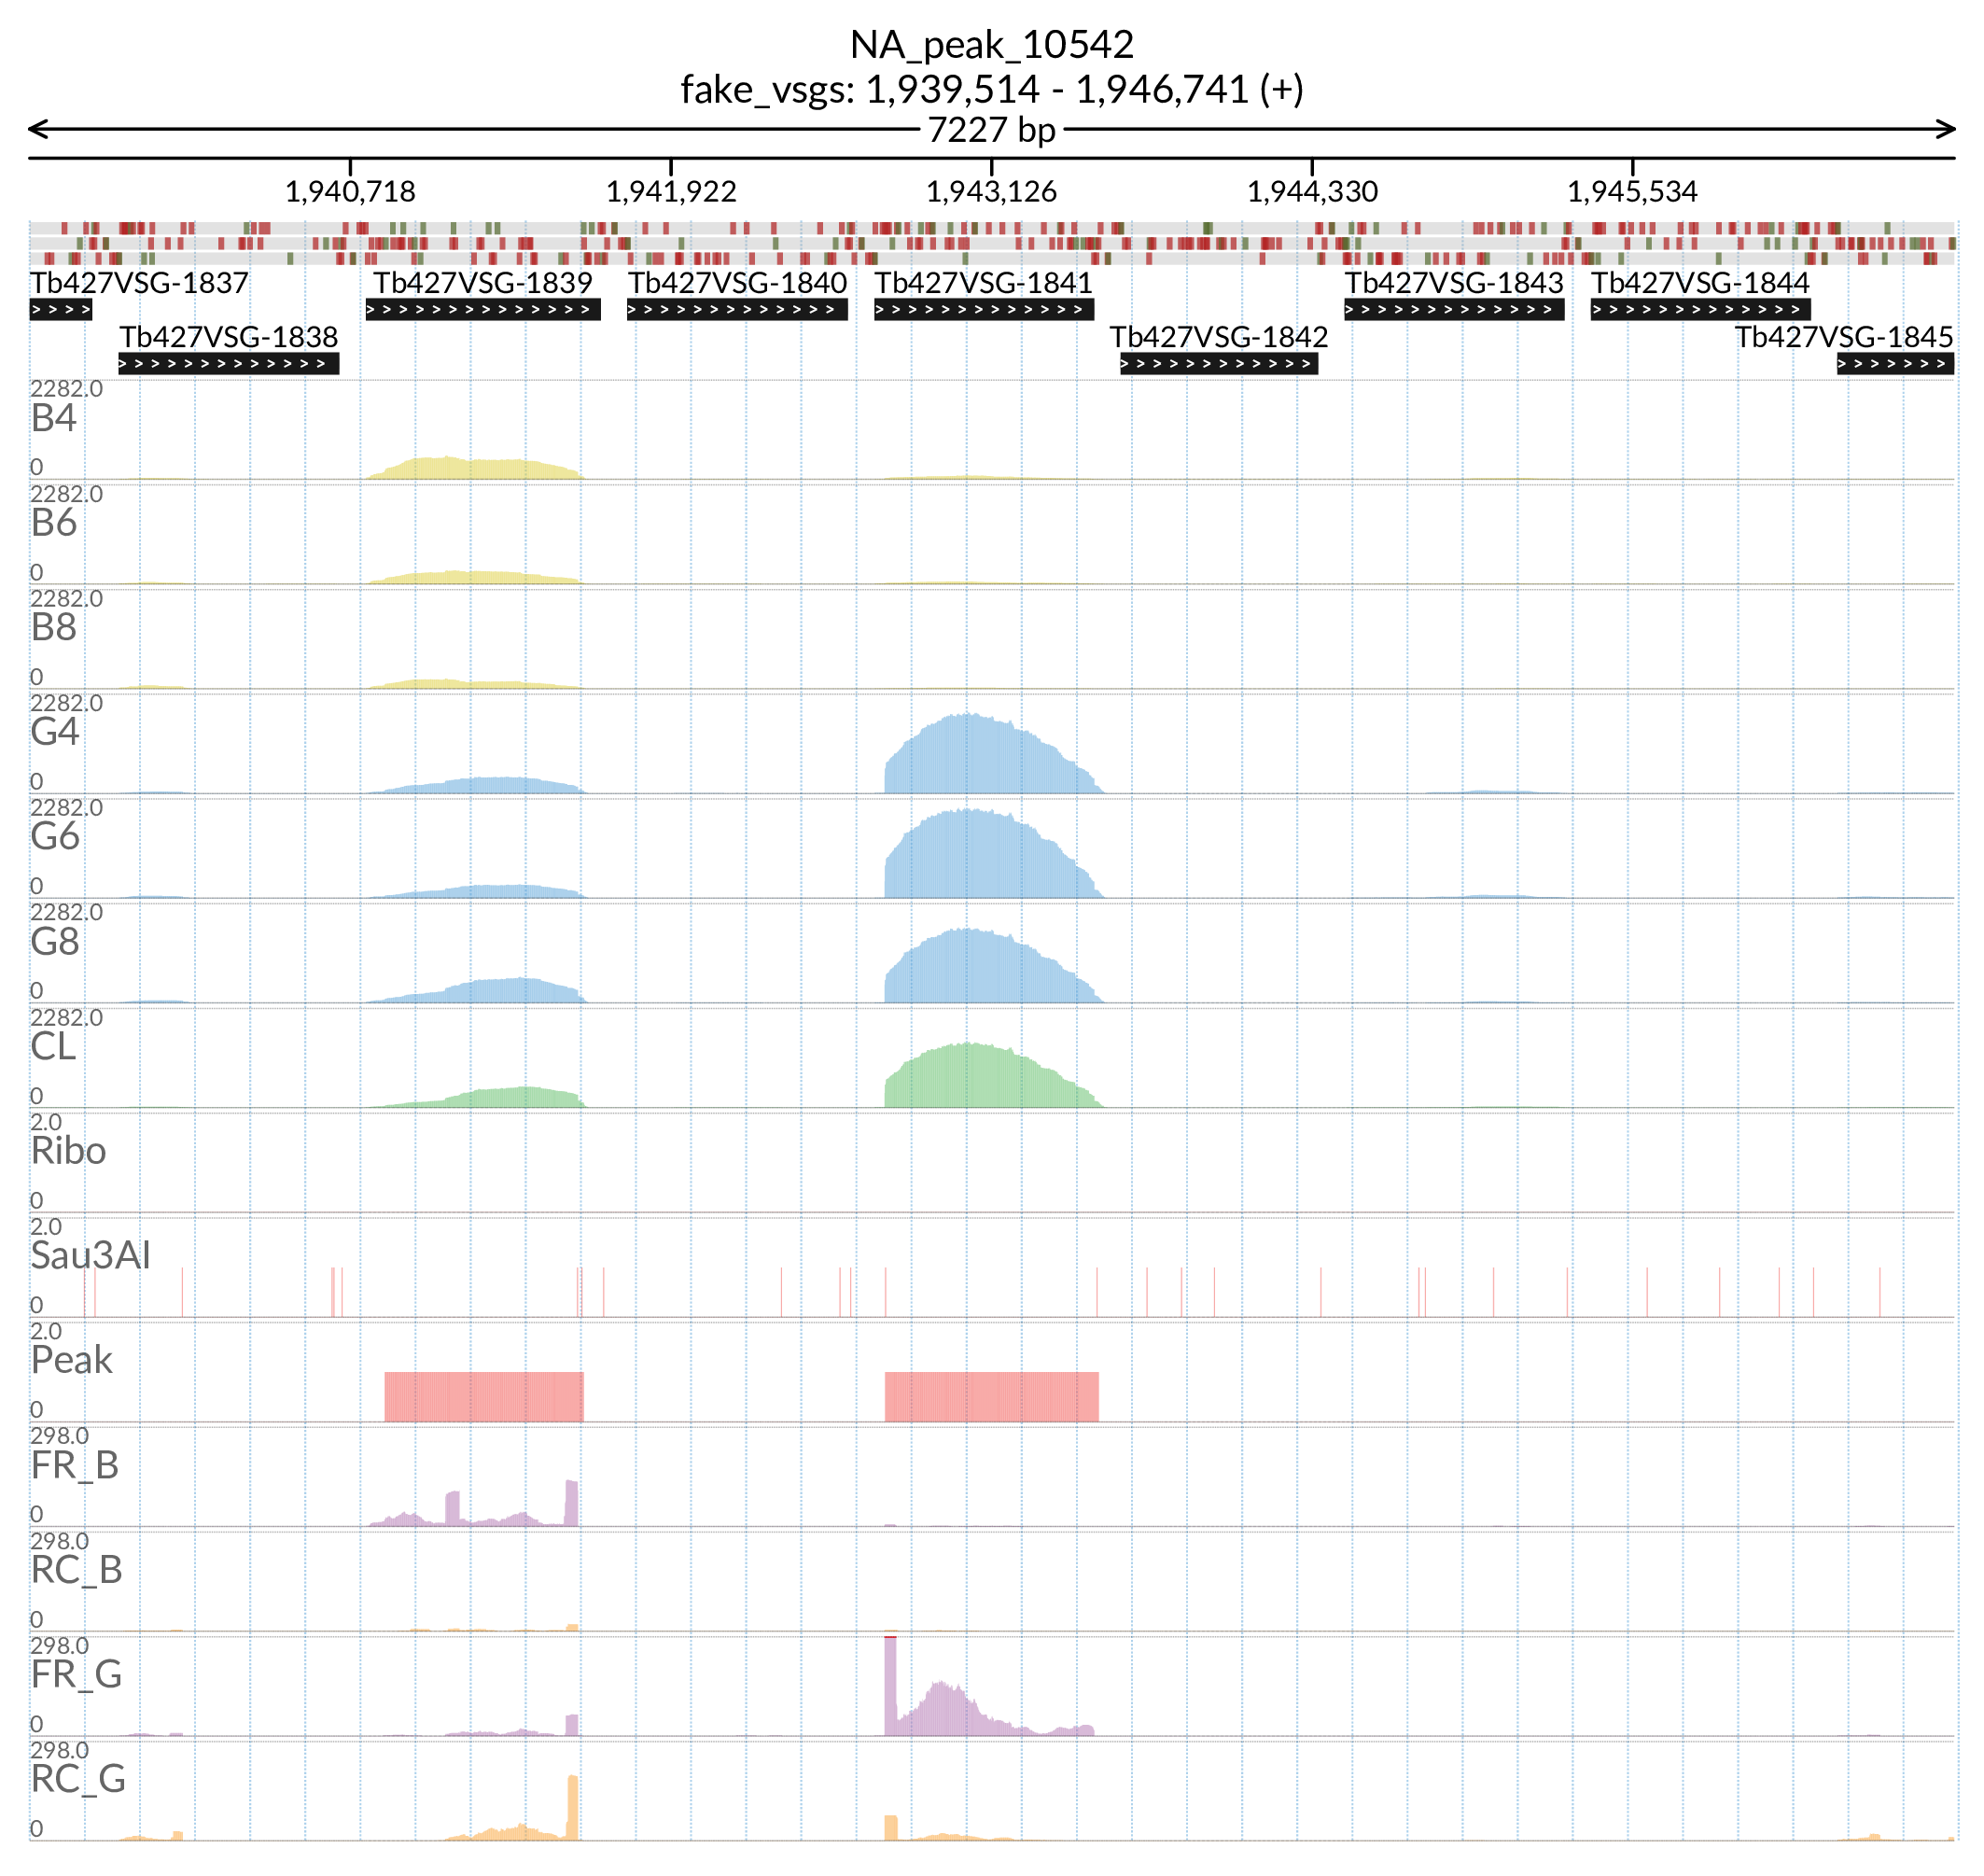 NA_peak_10542
fake_vsgs: 1,939,514 - 1,946,741 (+)
7227 bp
1,940,718 1,941,922 1,943,126 1,944,330 1,945,534
Tb427VSG-1837 Tb427VSG-1839 Tb427VSG-1840 Tb427VSG-1841 Tb427VSG-1843 Tb427VSG-1844
Tb427VSG-1838 Tb427VSG-1842 Tb427VSG-1845
2282.0
B4
0
2282.0
B6
0
2282.0
B8
0
2282.0
G4
0
2282.0
G6
0
2282.0
G8
0
2282.0
CL
0
2.0
Ribo
0
2.0
Sau3AI
0
2.0
Peak
0
298.0
FR_B
0
298.0
RC_B
0
298.0
FR_G
0
298.0
RC_G
0